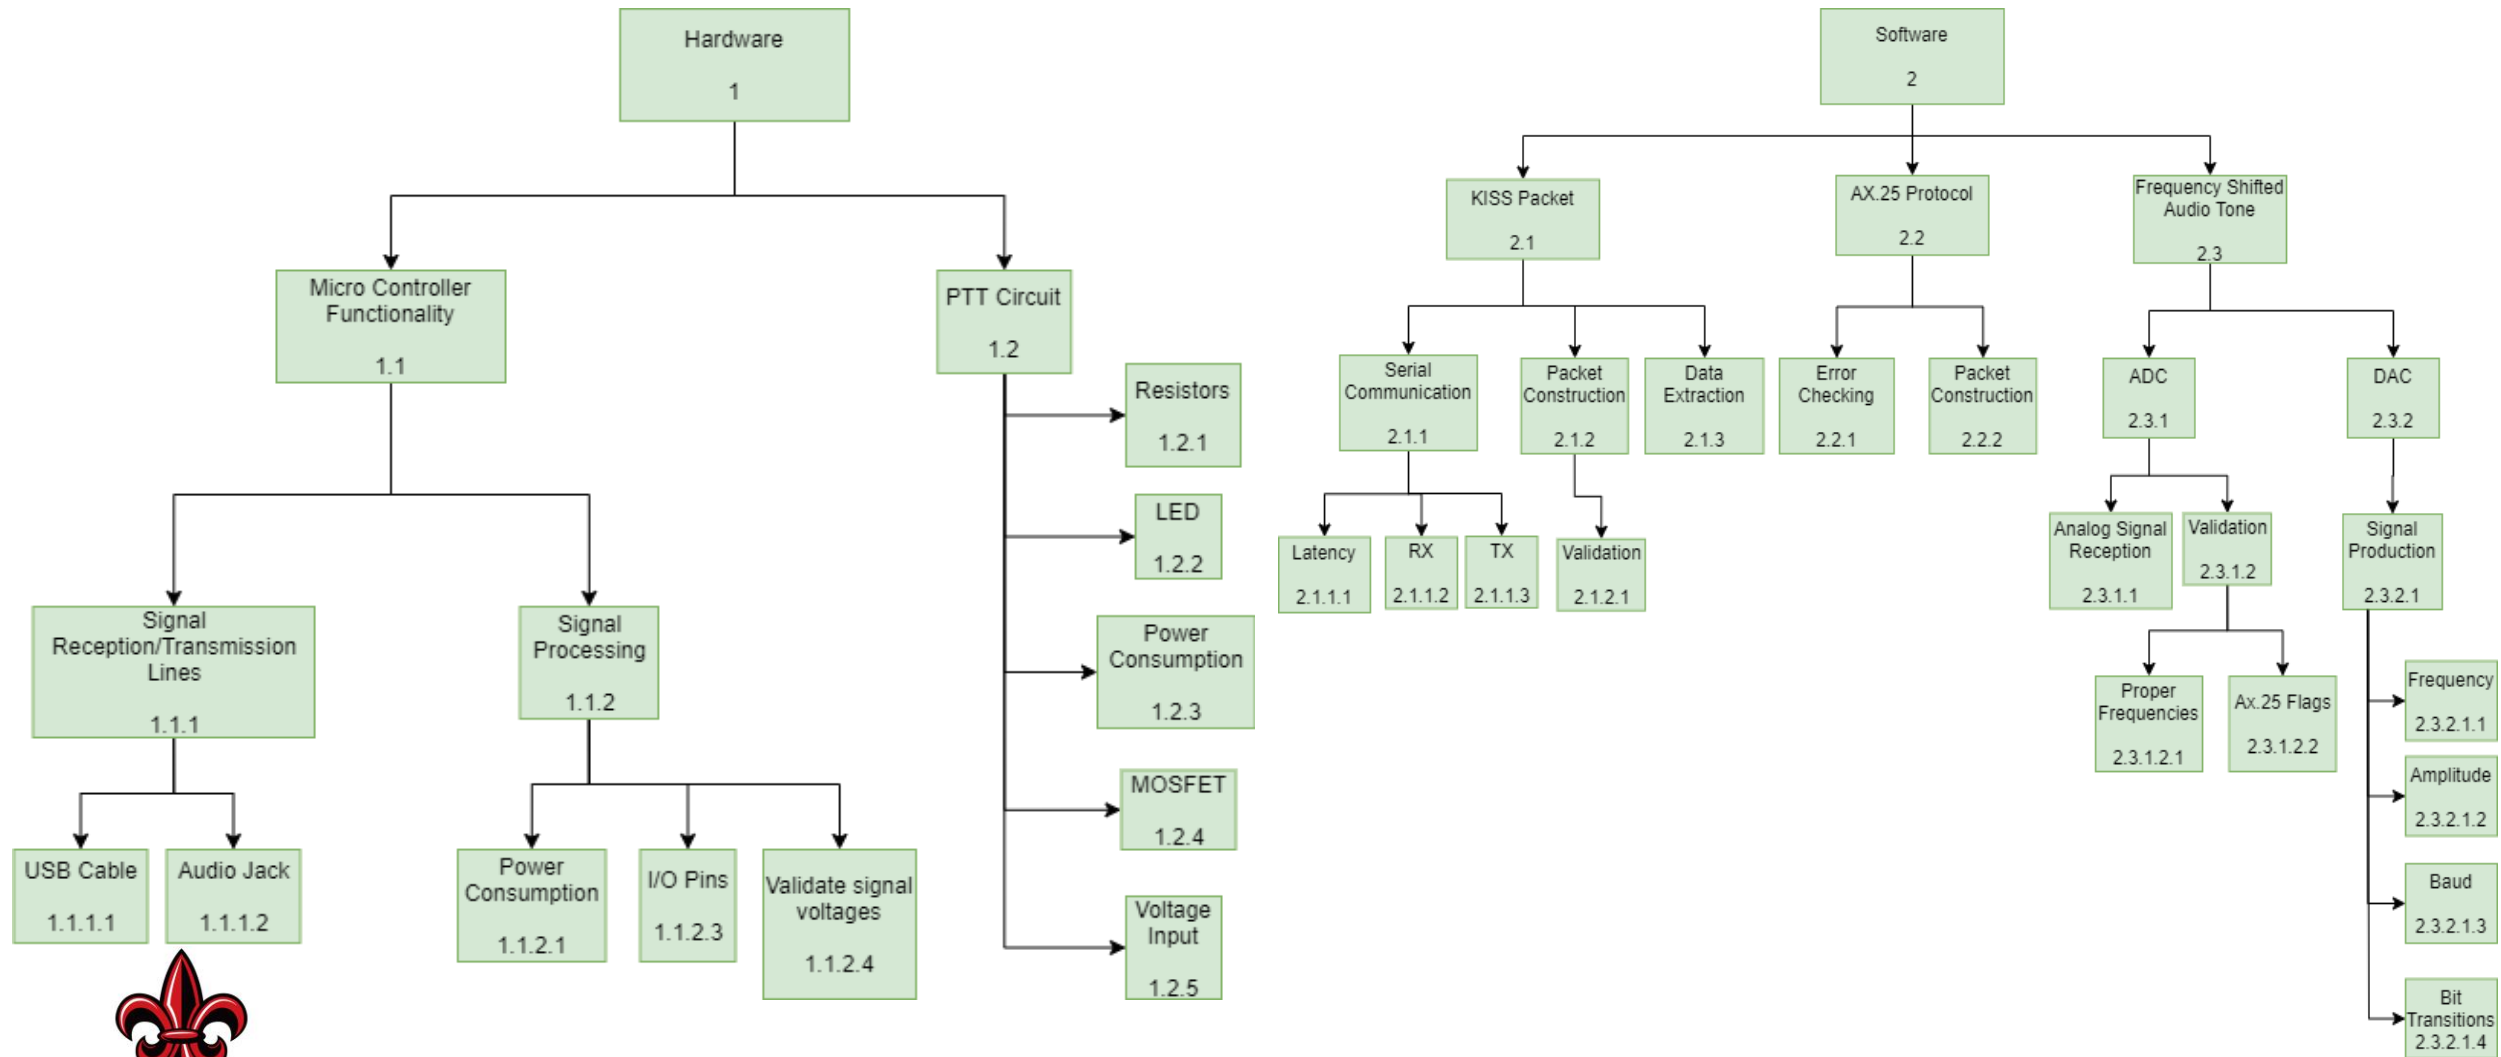 Hardware
1
Micro Controller
Functionality
1.1
PTT Circuit
1.2
Resistors
1.2.1
LED
1.2.2
Power
Consumption
1.2.3
MOSFET
1.2.4
Voltage
Input
1.2.5
Signal
Reception/Transmission
Lines
1.1.1
Signal
Processing
1.1.2
USB Cable
1.1.1.1
Audio Jack
1.1.1.2
Power
Consumption
1.1.2.1
I/O Pins
1.1.2.3
Validate signal
voltages
1.1.2.4
Software
2
KISS Packet
2.1
AX.25 Protocol
2.2
Frequency Shifted
Audio Tone
2.3
Serial
Communication
2.1.1
Packet
Construction
2.1.2
Data
Extraction
2.1.3
Error
Checking
2.2.1
Packet
Construction
2.2.2
ADC
2.3.1
DAC
2.3.2
Latency
2.1.1.1
RX
2.1.1.2
TX
2.1.1.3
Validation
2.1.2.1
Analog Signal
Reception
2.3.1.1
Validation
2.3.1.2
Signal
Production
2.3.2.1
Proper
Frequencies
2.3.1.2.1
Ax.25 Flags
2.3.1.2.2
Frequency
2.3.2.1.1
Amplitude
2.3.2.1.2
Baud
2.3.2.1.3
Bit
Transitions
2.3.2.1.4